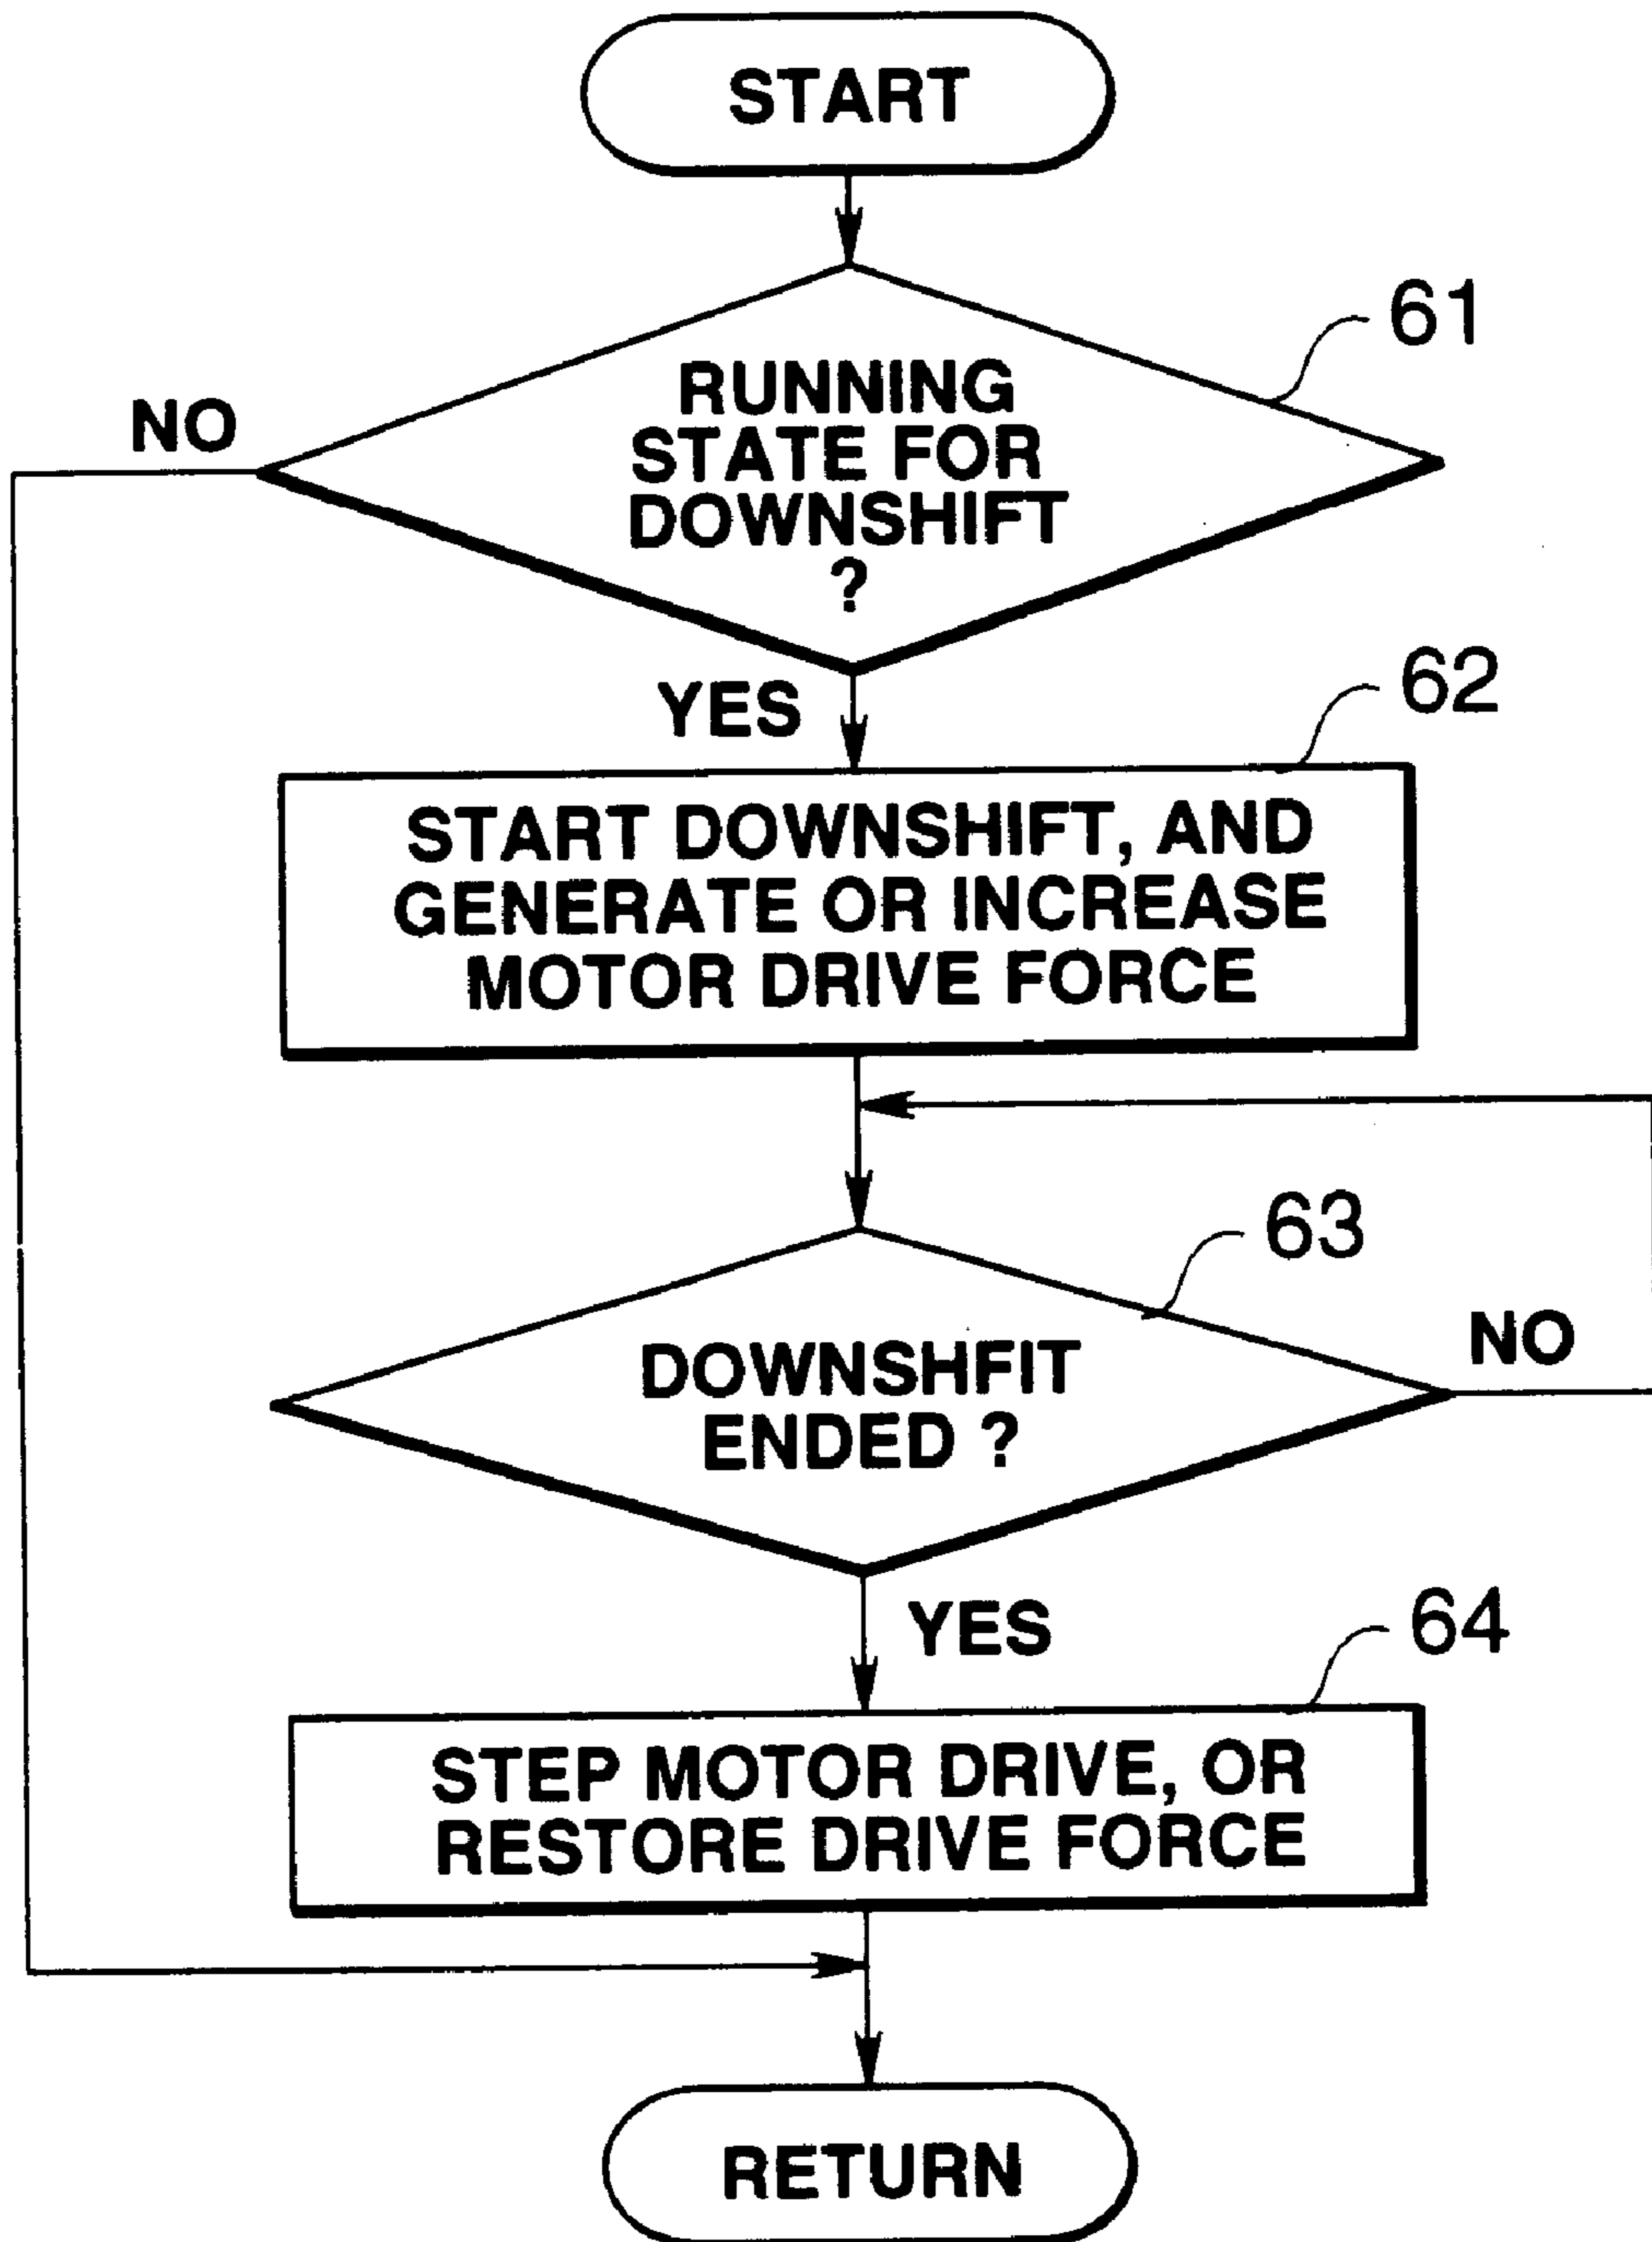 START
61
RUNNING
STATE FOR
DOWNSHIFT
?
NO
YES
62
START DOWNSHIFT, AND
GENERATE OR INCREASE
MOTOR DRIVE FORCE
63
DOWNSHFIT
ENDED ?
NO
YES
64
STEP MOTOR DRIVE, OR
RESTORE DRIVE FORCE
RETURN